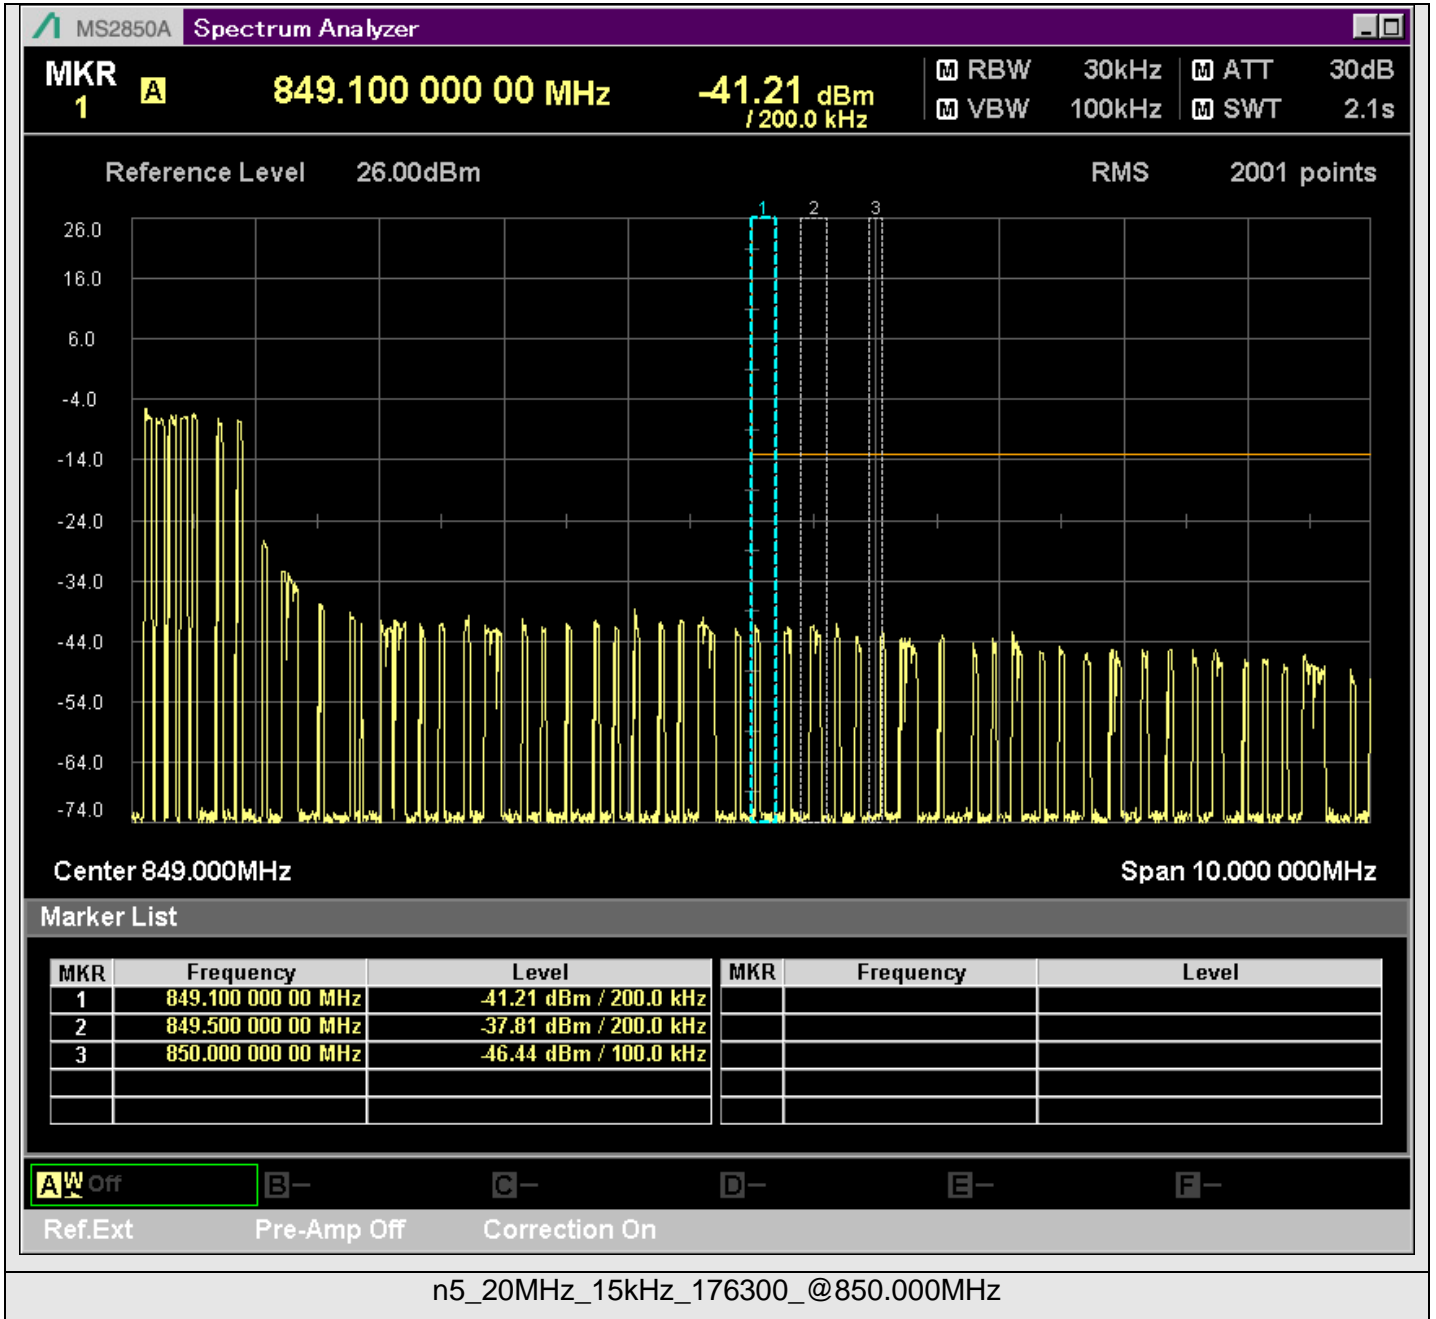 MS2850A Spectrum Analyzer
MKR 1 A 849.100 000 00 MHz -41.21 dBm / 200.0 kHz
M RBW 30kHz M ATT 30dB
M VBW 100kHz M SWT 2.1s
Reference Level 26.00dBm RMS 2001 points
1 2 3
26.0
16.0
6.0
-4.0
-14.0
-24.0
-34.0
-44.0
-54.0
-64.0
-74.0
Center 849.000MHz Span 10.000 000MHz
Marker List
MKR Frequency Level MKR Frequency Level
1 849.100 000 00 MHz -41.21 dBm / 200.0 kHz
2 849.500 000 00 MHz -37.81 dBm / 200.0 kHz
3 850.000 000 00 MHz -46.44 dBm / 100.0 kHz
A W Off B - C - D - E - F -
Ref.Ext Pre-Amp Off Correction On
n5_20MHz_15kHz_176300_@850.000MHz